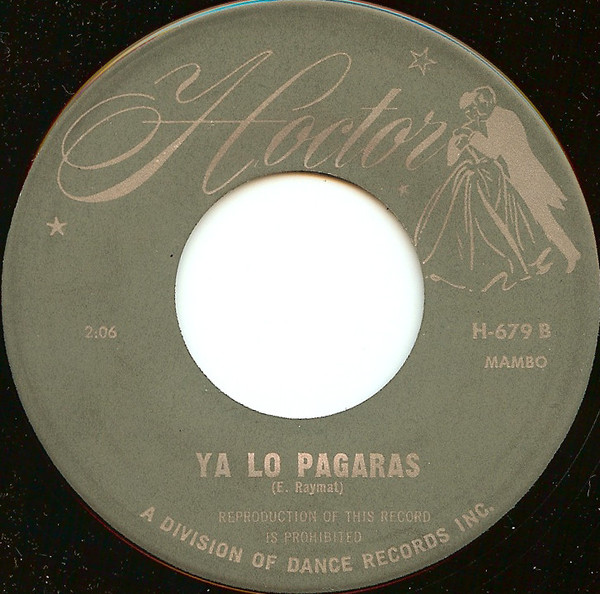 Hoctor
2:06
H-679 B
MAMBO
YA LO PAGARAS
(E. Raymat)
REPRODUCTION OF THIS RECORD
IS PROHIBITED
A DIVISION OF DANCE RECORDS INC.